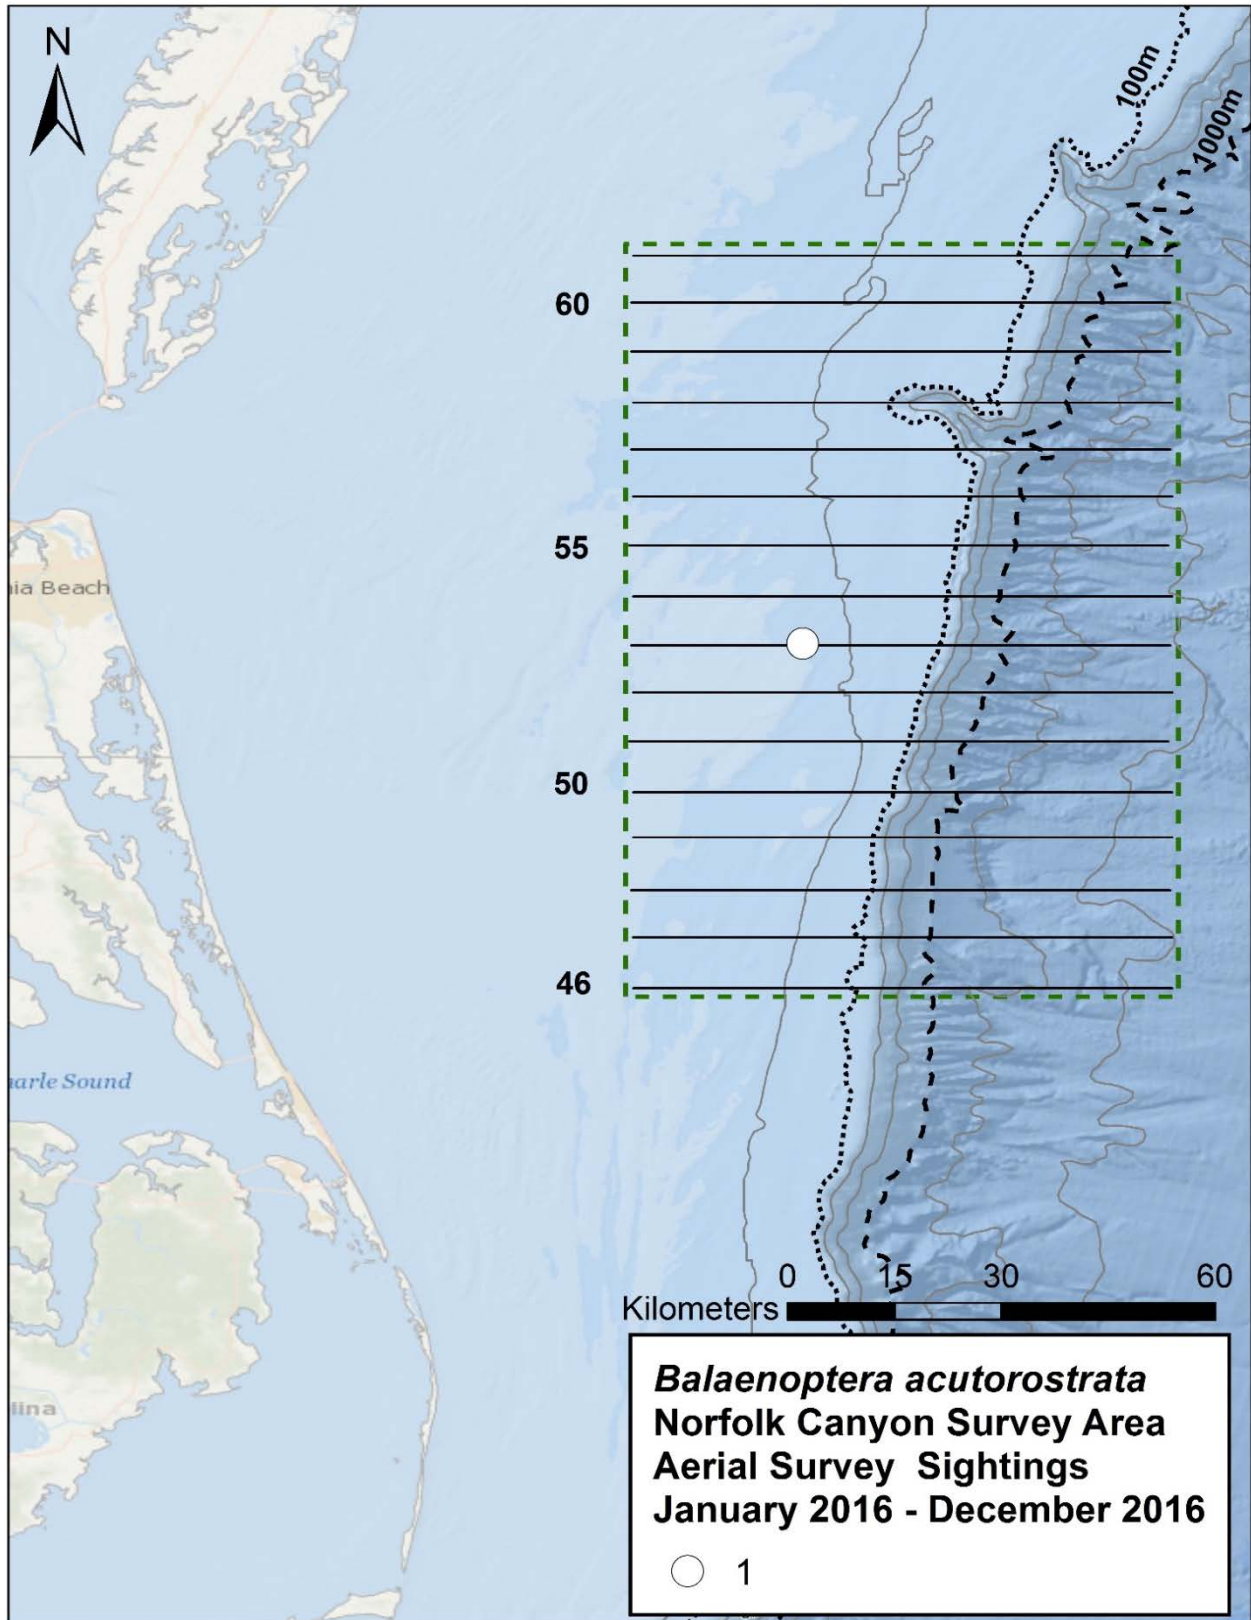 N
100m
1000m
60
55
nia Beach
50
46
arle Sound
0 15 30 60
Kilometers
lina
Balaenoptera acutorostrata
Norfolk Canyon Survey Area
Aerial Survey Sightings
January 2016 - December 2016
1